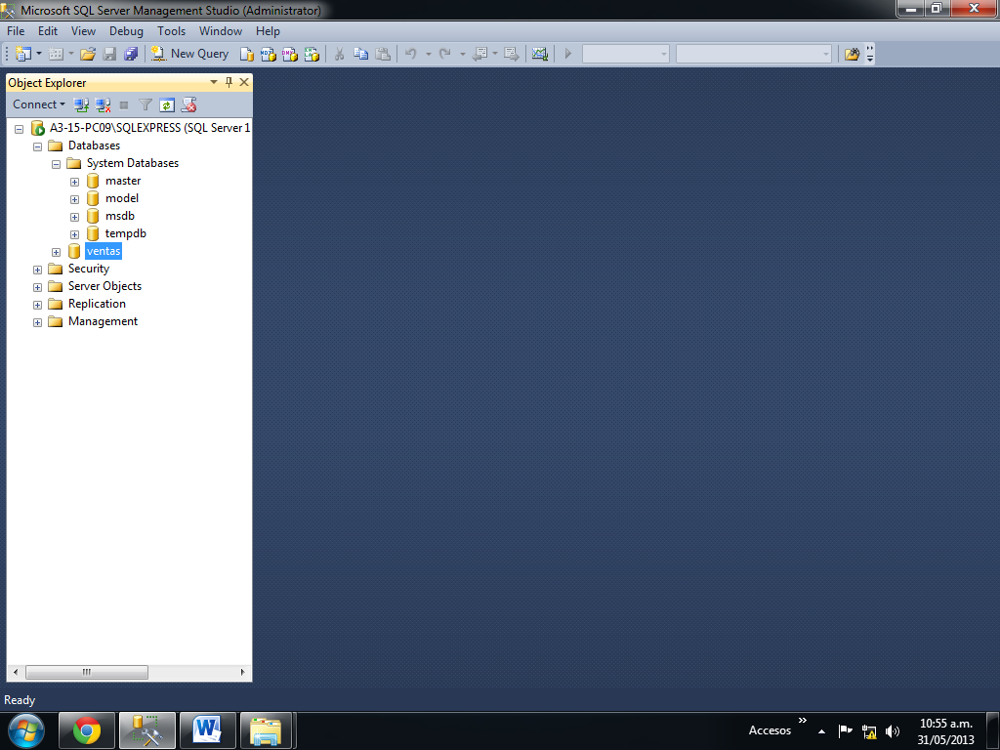 Microsoft SQL Server Management Studio (Administrator)
File Edit View Debug Tools Window Help
New Query
Object Explorer
Connect
A3-15-PC09\SQLEXPRESS (SQL Server 1
Databases
System Databases
master
model
msdb
tempdb
ventas
Security
Server Objects
Replication
Management
Ready
Accesos
10:55 a.m.
31/05/2013